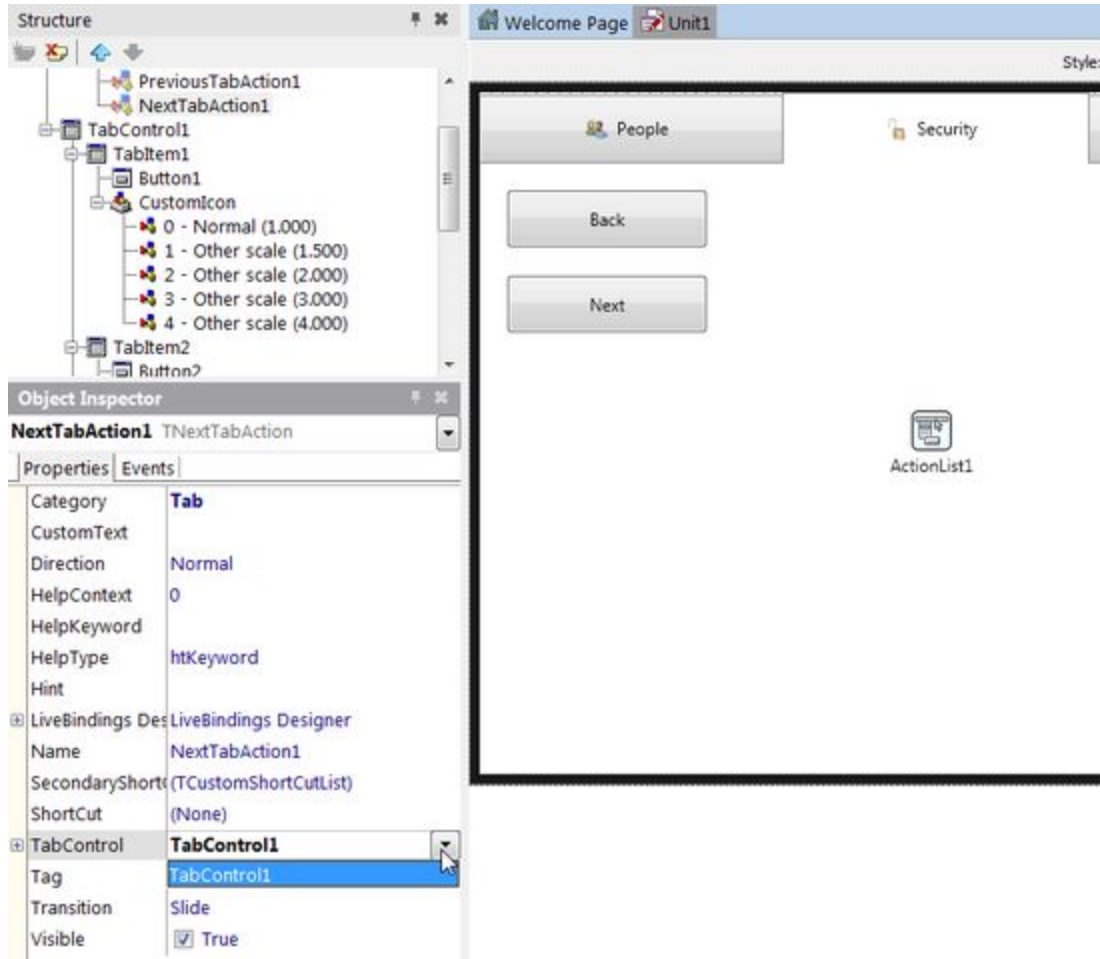 Structure
PreviousTabAction1
NextTabAction1
TabControl1
TabItem1
Button1
CustomIcon
0 - Normal (1.000)
1 - Other scale (1.500)
2 - Other scale (2.000)
3 - Other scale (3.000)
4 - Other scale (4.000)
TabItem2
Button2
Object Inspector
NextTabAction1 TNextTabAction
Properties Events
Category Tab
CustomText
Direction Normal
HelpContext 0
HelpKeyword
HelpType htKeyword
Hint
LiveBindings Des LiveBindings Designer
Name NextTabAction1
SecondaryShort (TCustomShortCutList)
ShortCut (None)
TabControl TabControl1
Tag TabControl1
Transition Slide
Visible True
Welcome Page Unit1
Style:
People Security
Back
Next
ActionList1